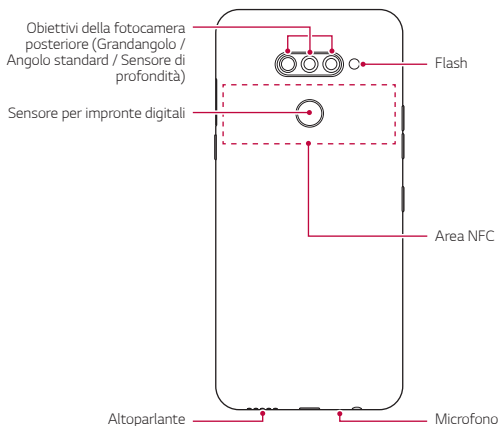 Obiettivi della fotocamera
posteriore (Grandangolo /
Angolo standard / Sensore di
profondità)
Flash
Sensore per impronte digitali
Area NFC
Altoparlante
Microfono